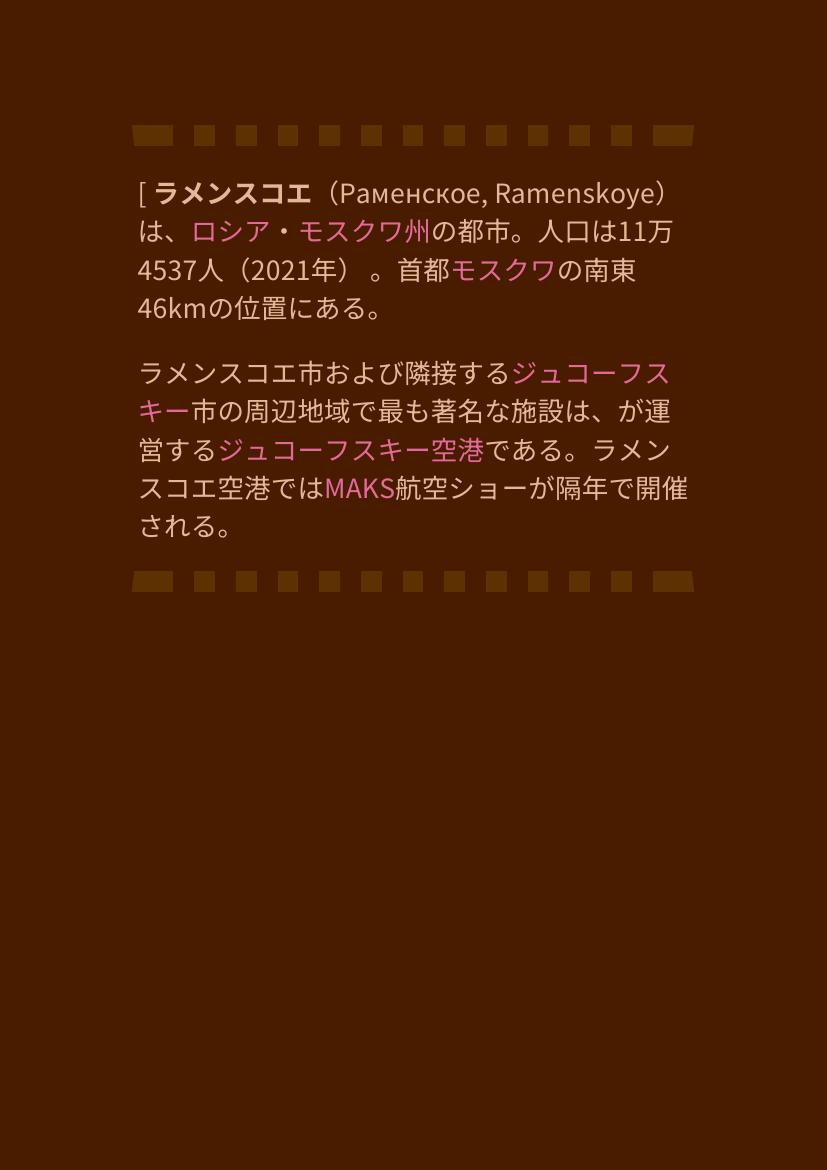 [ ラメンスコエ（Раменское, Ramenskoye）
は、ロシア・モスクワ州の都市。人口は11万
4537人（2021年） 。首都モスクワの南東
46kmの位置にある。
ラメンスコエ市および隣接するジュコーフス
キー市の周辺地域で最も著名な施設は、が運
営するジュコーフスキー空港である。ラメン
スコエ空港ではMAKS航空ショーが隔年で開催
される。